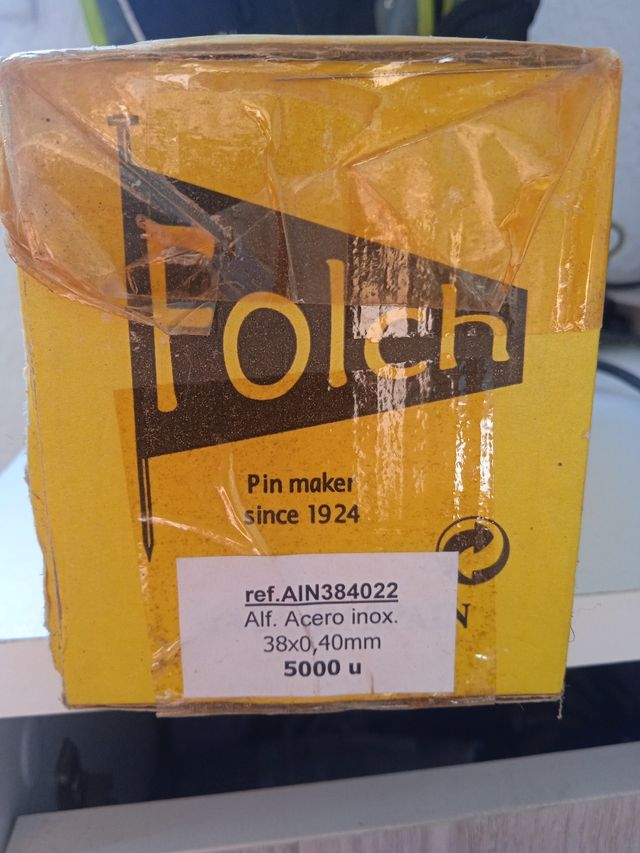 Folch
Pin maker
since 1924
ref.AIN384022
Alf. Acero inox.
38x0,40mm
5000 u